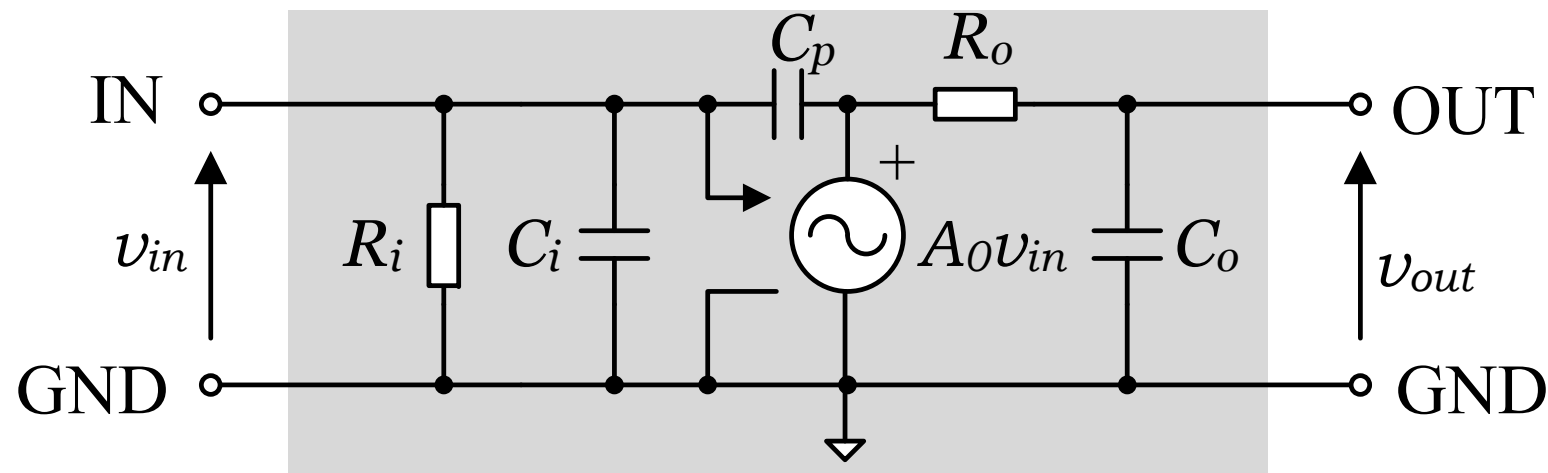 C_p R_o
IN OUT
+
v_in R_i C_i A_0v_in C_o v_out
GND GND